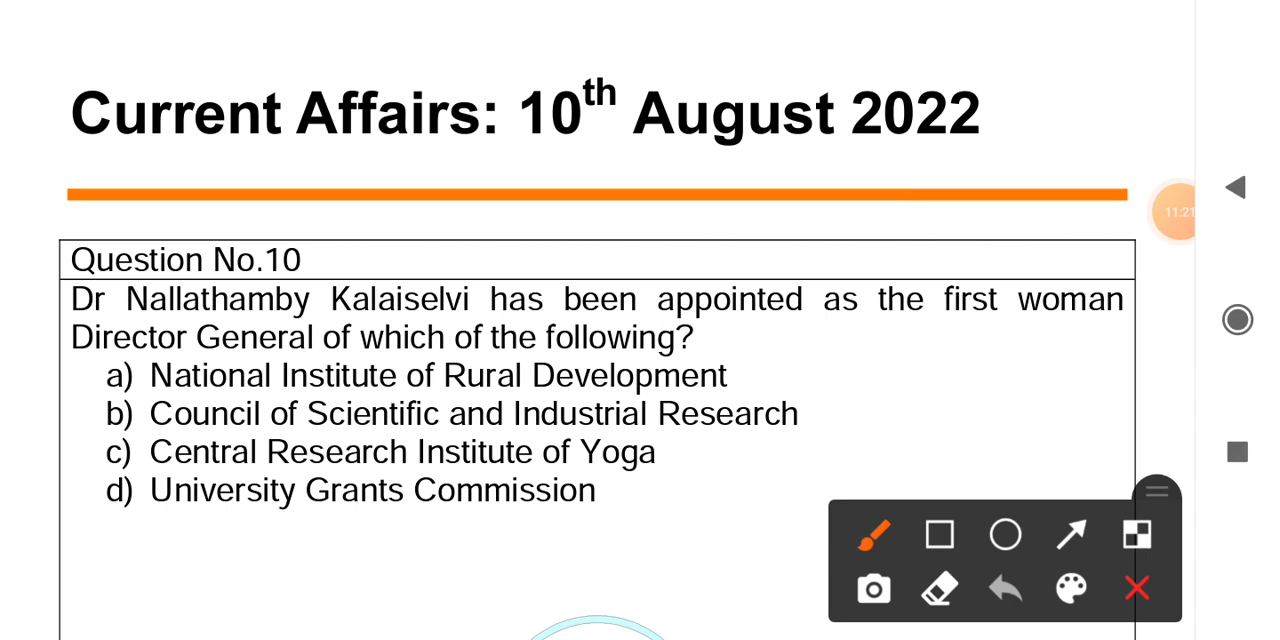 Current Affairs: 10th August 2022
11:21
Question No.10
Dr Nallathamby Kalaiselvi has been appointed as the first woman
Director General of which of the following?
a) National Institute of Rural Development
b) Council of Scientific and Industrial Research
c) Central Research Institute of Yoga
d) University Grants Commission